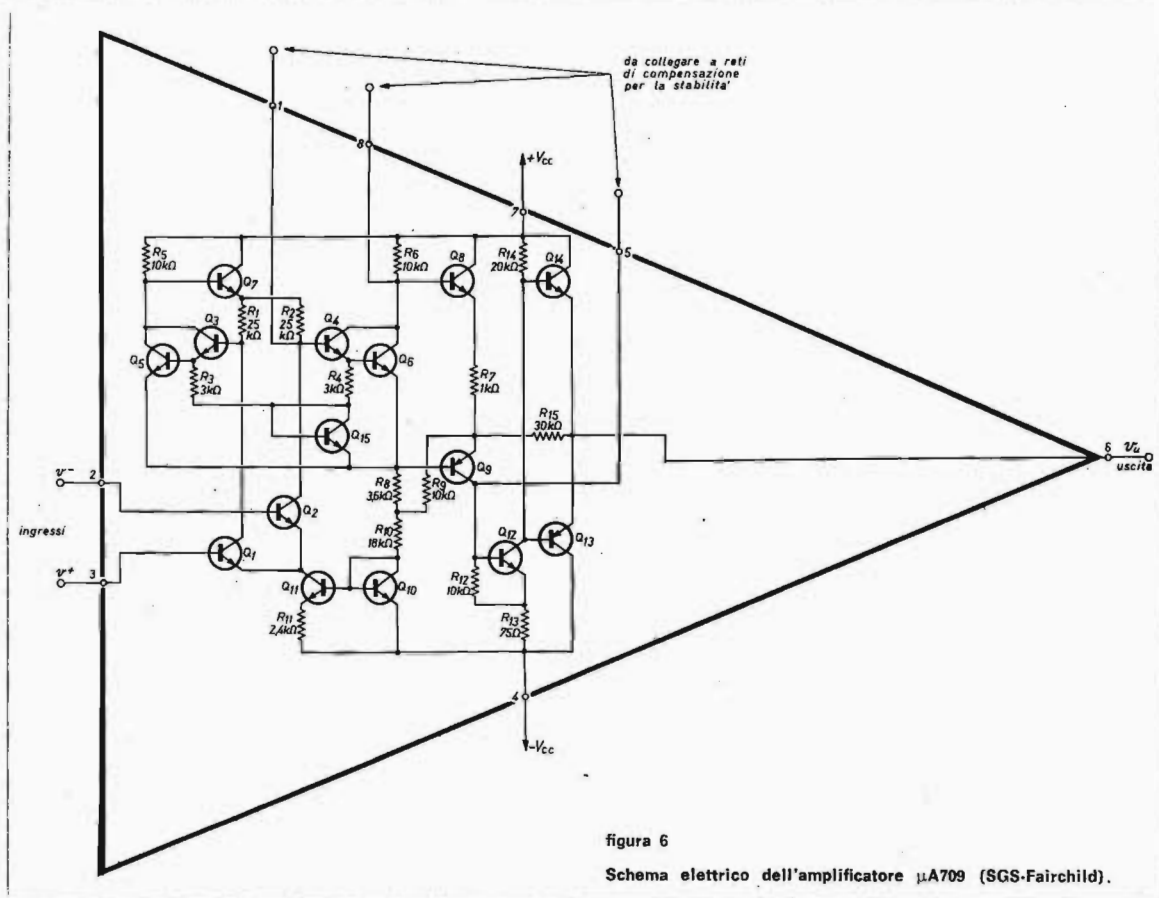 da collegare a reti
di compensazione
per la stabilita'
1
8
+Vcc
7
5
R5
10kΩ
Q7
R6
10kΩ
Q8
R14
20kΩ
Q14
Q3
R1
25
kΩ
R2
25
kΩ
Q4
Q5
Q6
R3
3kΩ
R4
3kΩ
R7
1kΩ
Q15
R15
30kΩ
6
vu
uscita
v-
2
Q9
R8
3,6kΩ
R9
10kΩ
Q2
ingressi
R10
18kΩ
v+
3
Q1
Q12
Q13
Q11
Q10
R12
10kΩ
R11
2,4kΩ
R13
75Ω
4
-Vcc
figura 6
Schema elettrico dell'amplificatore µA709 (SGS-Fairchild).